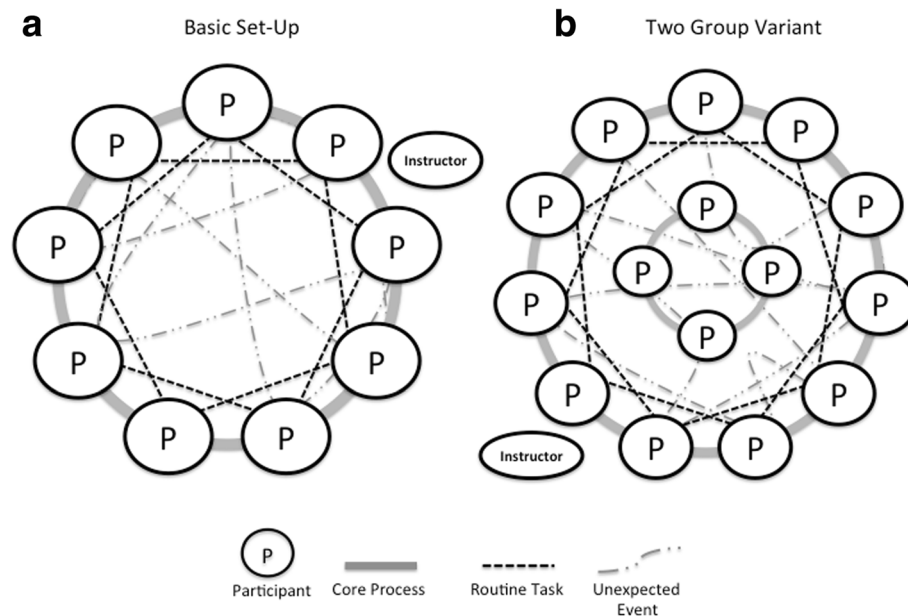 a Basic Set-Up
P
P P
Instructor
P P
P P
P P
b Two Group Variant
P
P P
P P P
P P
P P
P
P P
P P
Instructor
P
Participant Core Process Routine Task Unexpected
Event